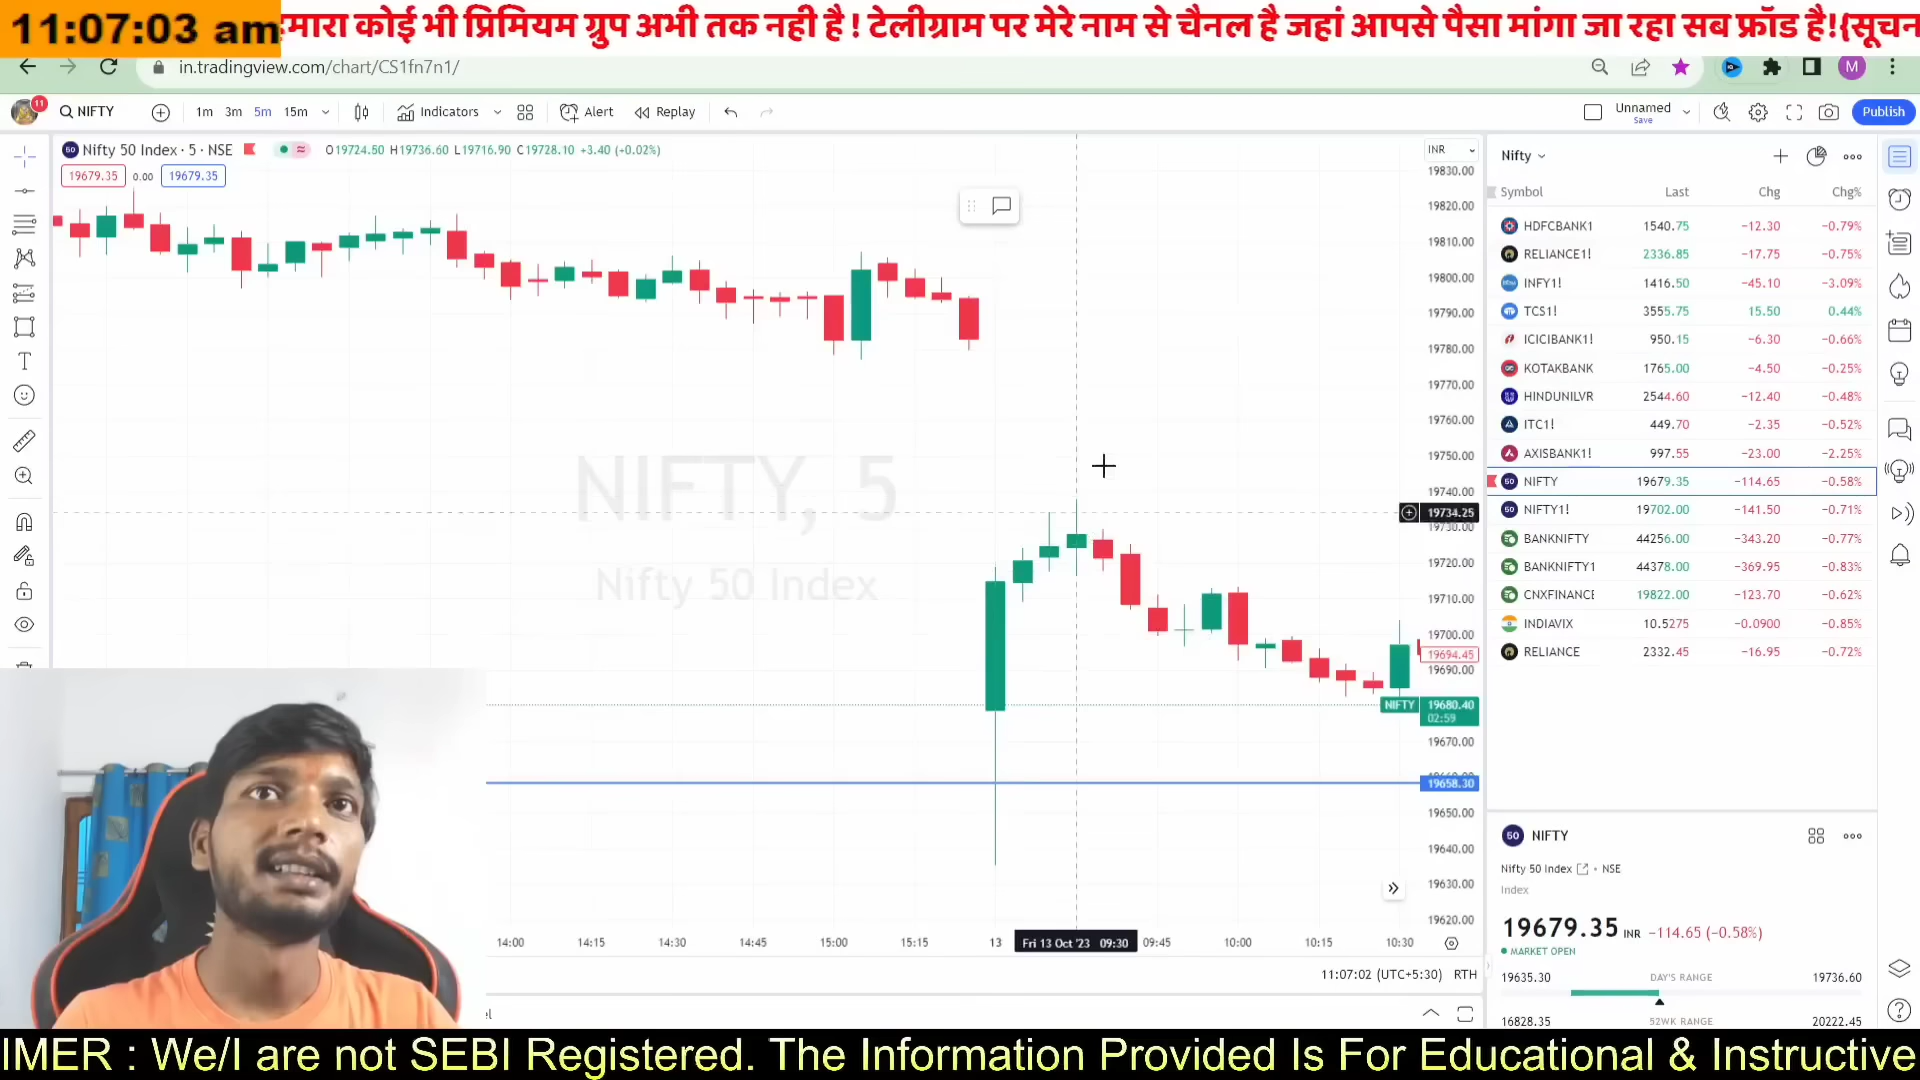 11:07:03 am
हमारा कोई भी प्रिमियम ग्रुप अभी तक नही है ! टेलीग्राम पर मेरे नाम से चैनल है जहां आपसे पैसा मांगा जा रहा सब फ्रॉड है!{सूचन
in.tradingview.com/chart/CS1fn7n1/
M
11 NIFTY 1m 3m 5m 15m Indicators Alert Replay Unnamed Save Publish
Nifty 50 Index · 5 · NSE O19724.50 H19736.60 L19716.90 C19728.10 +3.40 (+0.02%) INR
19679.35 0.00 19679.35
19830.00
19820.00
19810.00
19800.00
19790.00
19780.00
19770.00
19760.00
19750.00
19740.00
19734.25
19730.00
19720.00
19710.00
19700.00
19694.45
19690.00
NIFTY 19680.40
02:59
19670.00
19658.30
19650.00
19640.00
19630.00
19620.00
NIFTY, 5
Nifty 50 Index
14:00 14:15 14:30 14:45 15:00 15:15 13 Fri 13 Oct '23 09:30 09:45 10:00 10:15 10:30
11:07:02 (UTC+5:30) RTH
Nifty
Symbol Last Chg Chg%
HDFCBANK1 1540.75 −12.30 −0.79%
RELIANCE1! 2336.85 −17.75 −0.75%
INFY1! 1416.50 −45.10 −3.09%
TCS1! 3555.75 15.50 0.44%
ICICIBANK1! 950.15 −6.30 −0.66%
KOTAKBANK 1765.00 −4.50 −0.25%
HINDUNILVR 2544.60 −12.40 −0.48%
ITC1! 449.70 −2.35 −0.52%
AXISBANK1! 997.55 −23.00 −2.25%
NIFTY 19679.35 −114.65 −0.58%
NIFTY1! 19702.00 −141.50 −0.71%
BANKNIFTY 44256.00 −343.20 −0.77%
BANKNIFTY1 44378.00 −369.95 −0.83%
CNXFINANCE 19822.00 −123.70 −0.62%
INDIAVIX 10.5275 −0.0900 −0.85%
RELIANCE 2332.45 −16.95 −0.72%
50 NIFTY
Nifty 50 Index • NSE
Index
19679.35 INR −114.65 (−0.58%)
MARKET OPEN
19635.30 DAY'S RANGE 19736.60
16828.35 52WK RANGE 20222.45
IMER : We/I are not SEBI Registered. The Information Provided Is For Educational & Instructive